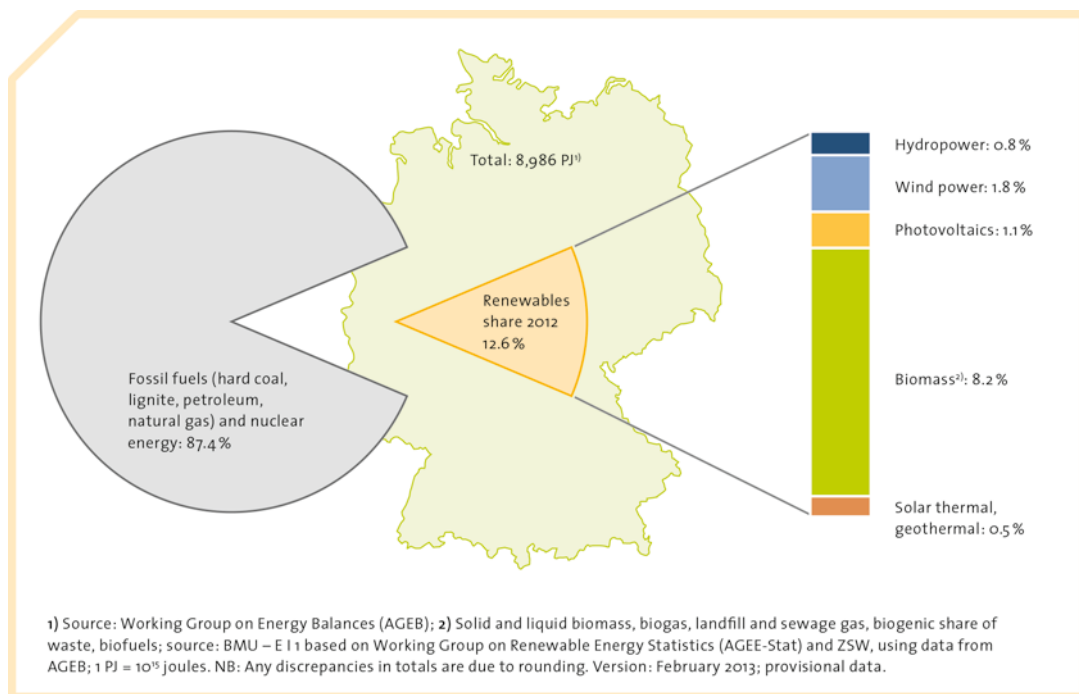 Total: 8,986 PJ¹⁾
Hydropower: 0.8 %
Wind power: 1.8 %
Photovoltaics: 1.1 %
Renewables
share 2012
12.6 %
Fossil fuels (hard coal,
lignite, petroleum,
natural gas) and nuclear
energy: 87.4 %
Biomass²⁾: 8.2 %
Solar thermal,
geothermal: 0.5 %
1) Source: Working Group on Energy Balances (AGEB); 2) Solid and liquid biomass, biogas, landfill and sewage gas, biogenic share of
waste, biofuels; source: BMU – E I 1 based on Working Group on Renewable Energy Statistics (AGEE-Stat) and ZSW, using data from
AGEB; 1 PJ = 10¹⁵ joules. NB: Any discrepancies in totals are due to rounding. Version: February 2013; provisional data.